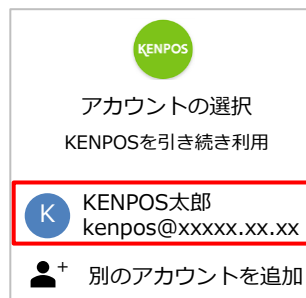 KENPOS
アカウントの選択
KENPOSを引き続き利用
K
KENPOS太郎
kenpos@xxxxx.xx.xx
別のアカウントを追加